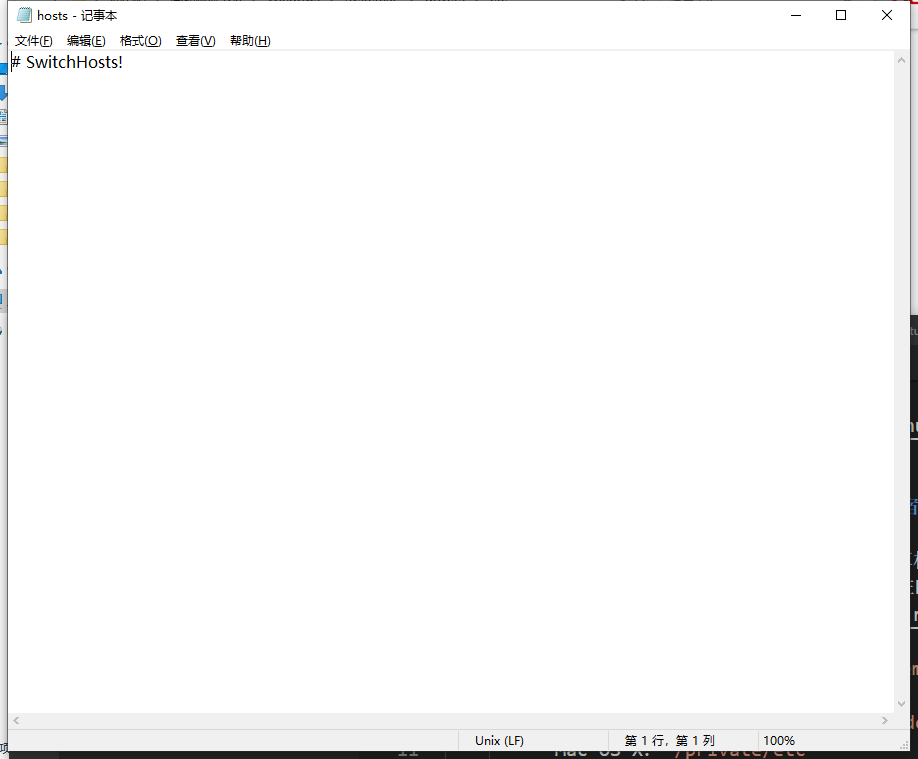 hosts - 记事本
文件(F) 编辑(E) 格式(O) 查看(V) 帮助(H)
# SwitchHosts!
Unix (LF) 第 1 行，第 1 列 100%